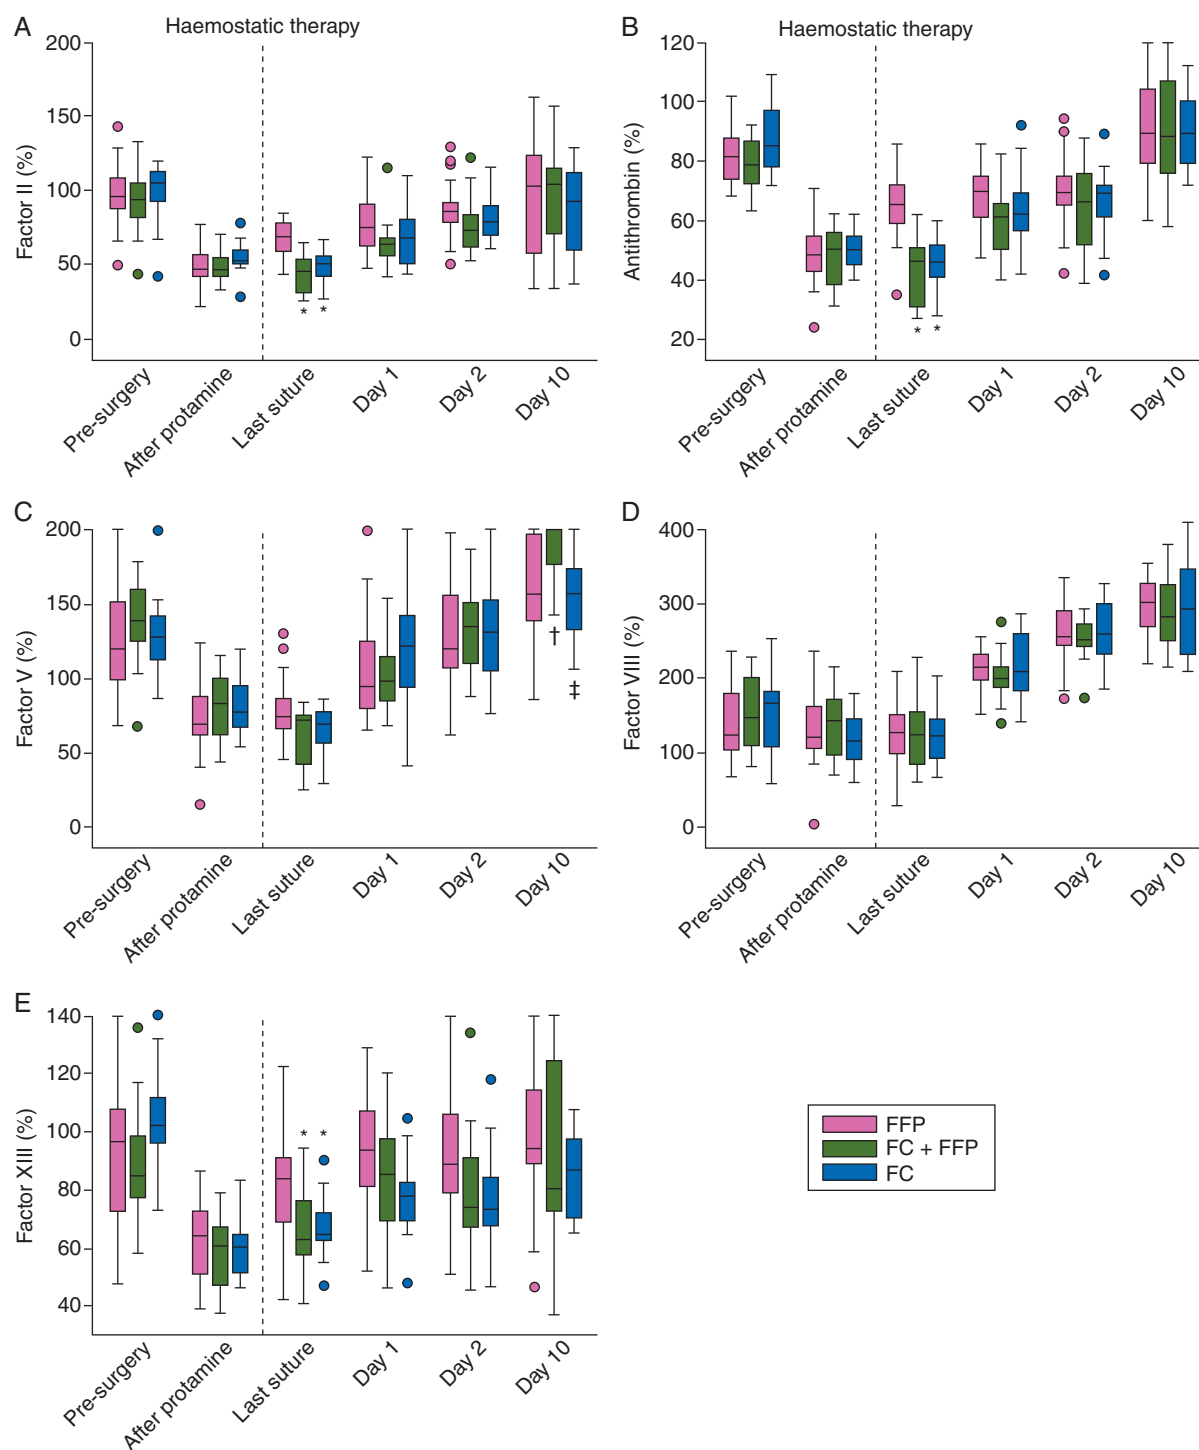 A
Haemostatic therapy
Factor II (%)
200
150
100
50
0
*
*
Pre-surgery
After protamine
Last suture
Day 1
Day 2
Day 10
B
Haemostatic therapy
Antithrombin (%)
120
100
80
60
40
20
*
*
Pre-surgery
After protamine
Last suture
Day 1
Day 2
Day 10
C
Factor V (%)
200
150
100
50
0
†
‡
Pre-surgery
After protamine
Last suture
Day 1
Day 2
Day 10
D
Factor VIII (%)
400
300
200
100
0
Pre-surgery
After protamine
Last suture
Day 1
Day 2
Day 10
E
Factor XIII (%)
140
120
100
80
60
40
*
*
Pre-surgery
After protamine
Last suture
Day 1
Day 2
Day 10
FFP
FC + FFP
FC